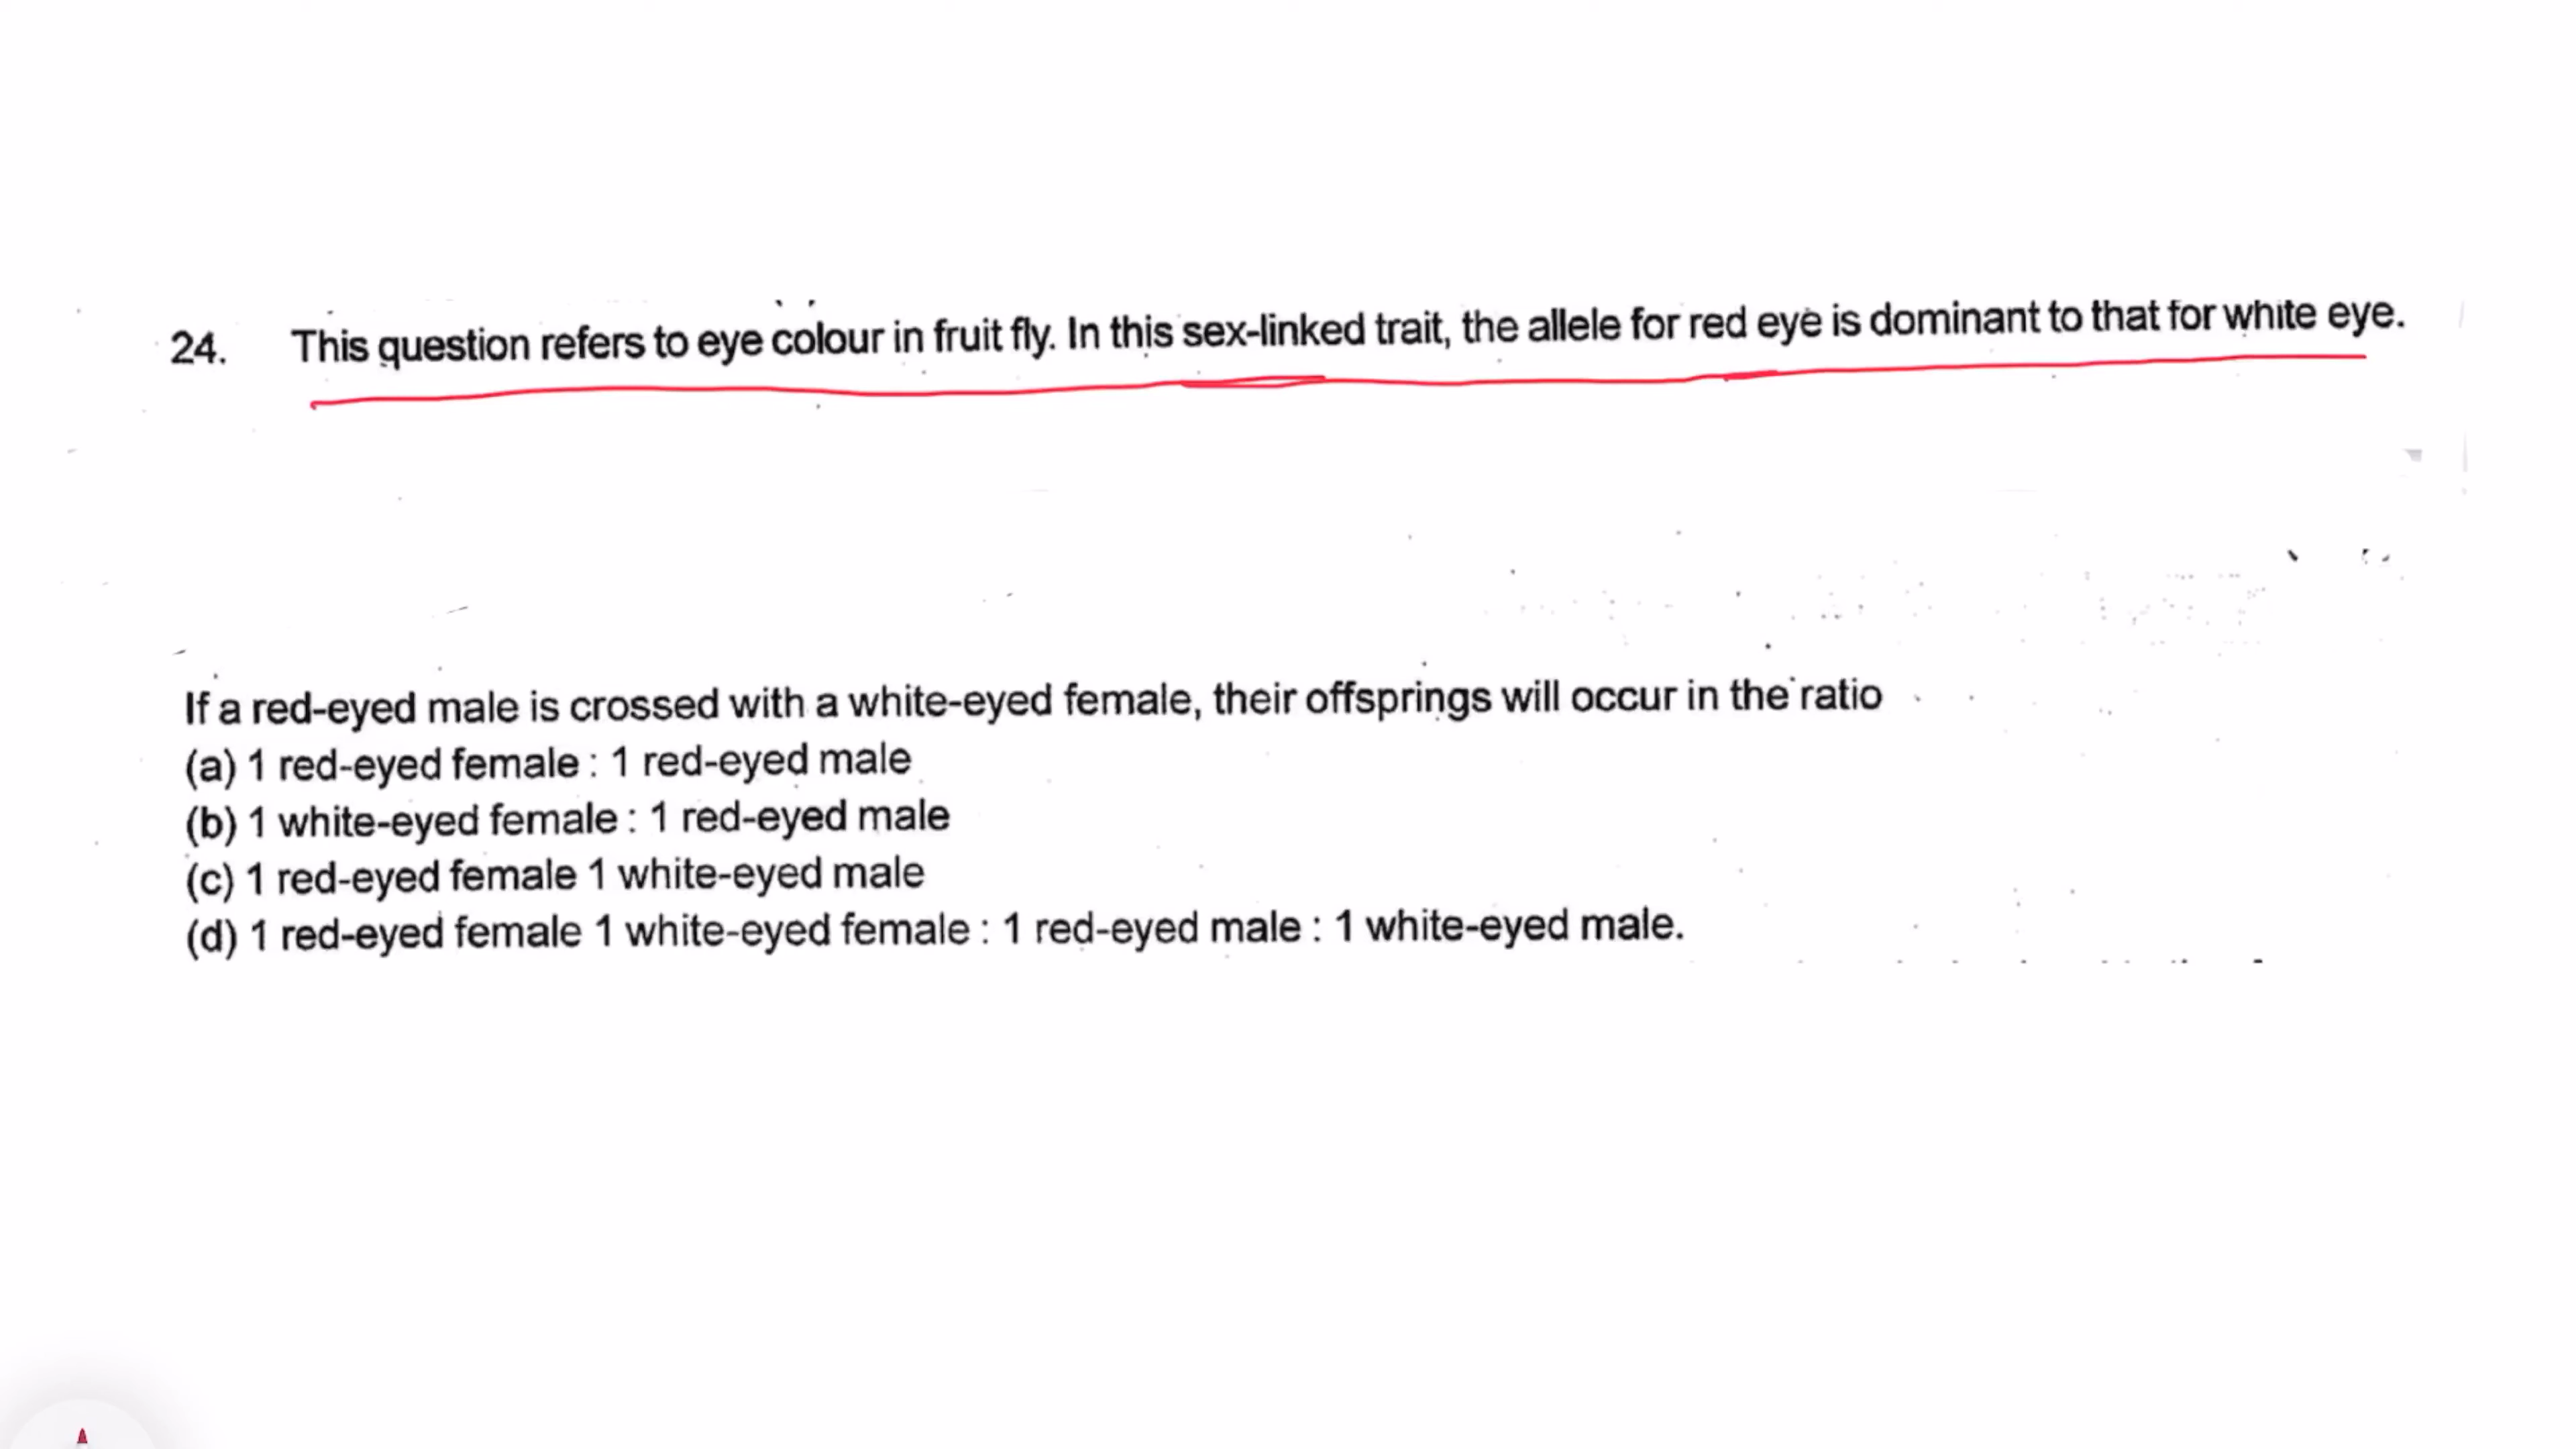 24. This question refers to eye colour in fruit fly. In this sex-linked trait, the allele for red eye is dominant to that for white eye.
If a red-eyed male is crossed with a white-eyed female, their offsprings will occur in the ratio
(a) 1 red-eyed female : 1 red-eyed male
(b) 1 white-eyed female : 1 red-eyed male
(c) 1 red-eyed female 1 white-eyed male
(d) 1 red-eyed female 1 white-eyed female : 1 red-eyed male : 1 white-eyed male.